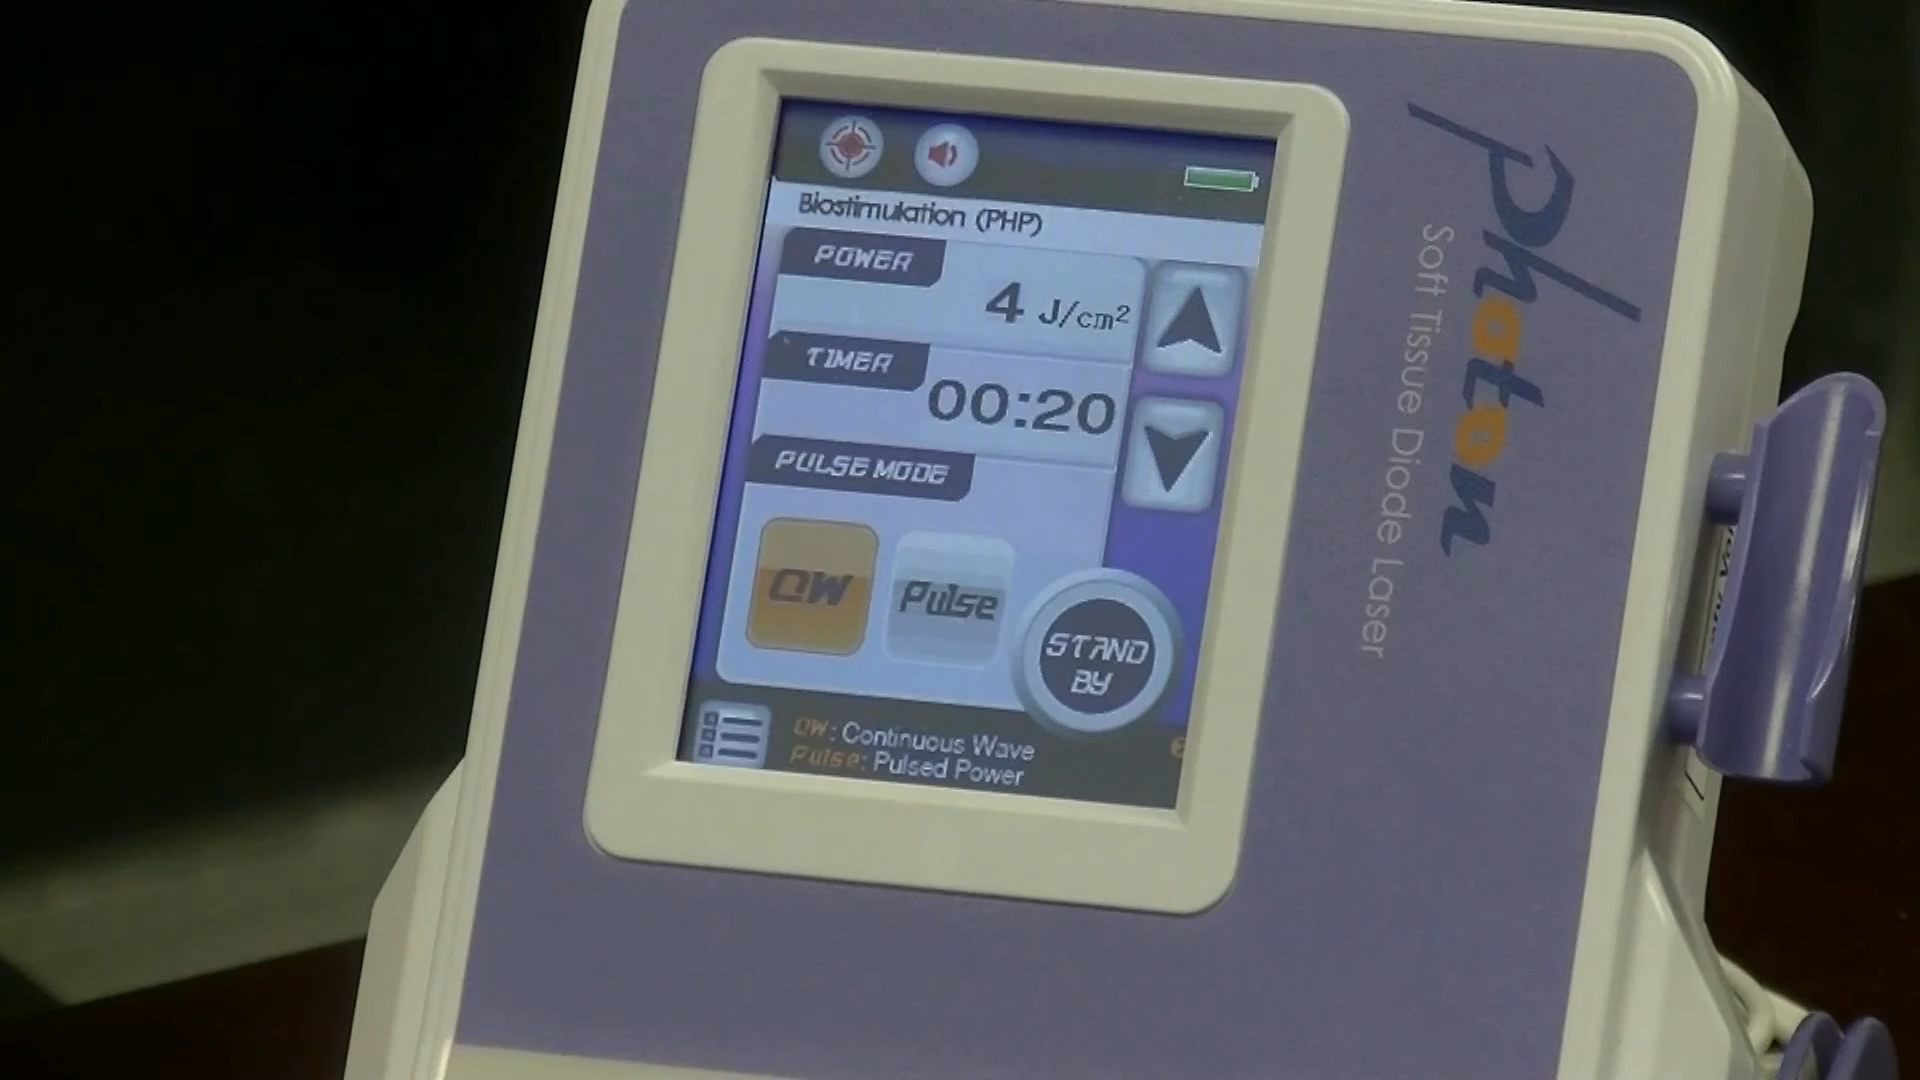 Biostimulation (PHP)
POWER
4 J/cm²
TIMER
00:20
PULSE MODE
CW
Pulse
STAND
BY
CW: Continuous Wave
Pulse: Pulsed Power
Photon
Soft Tissue Diode Laser